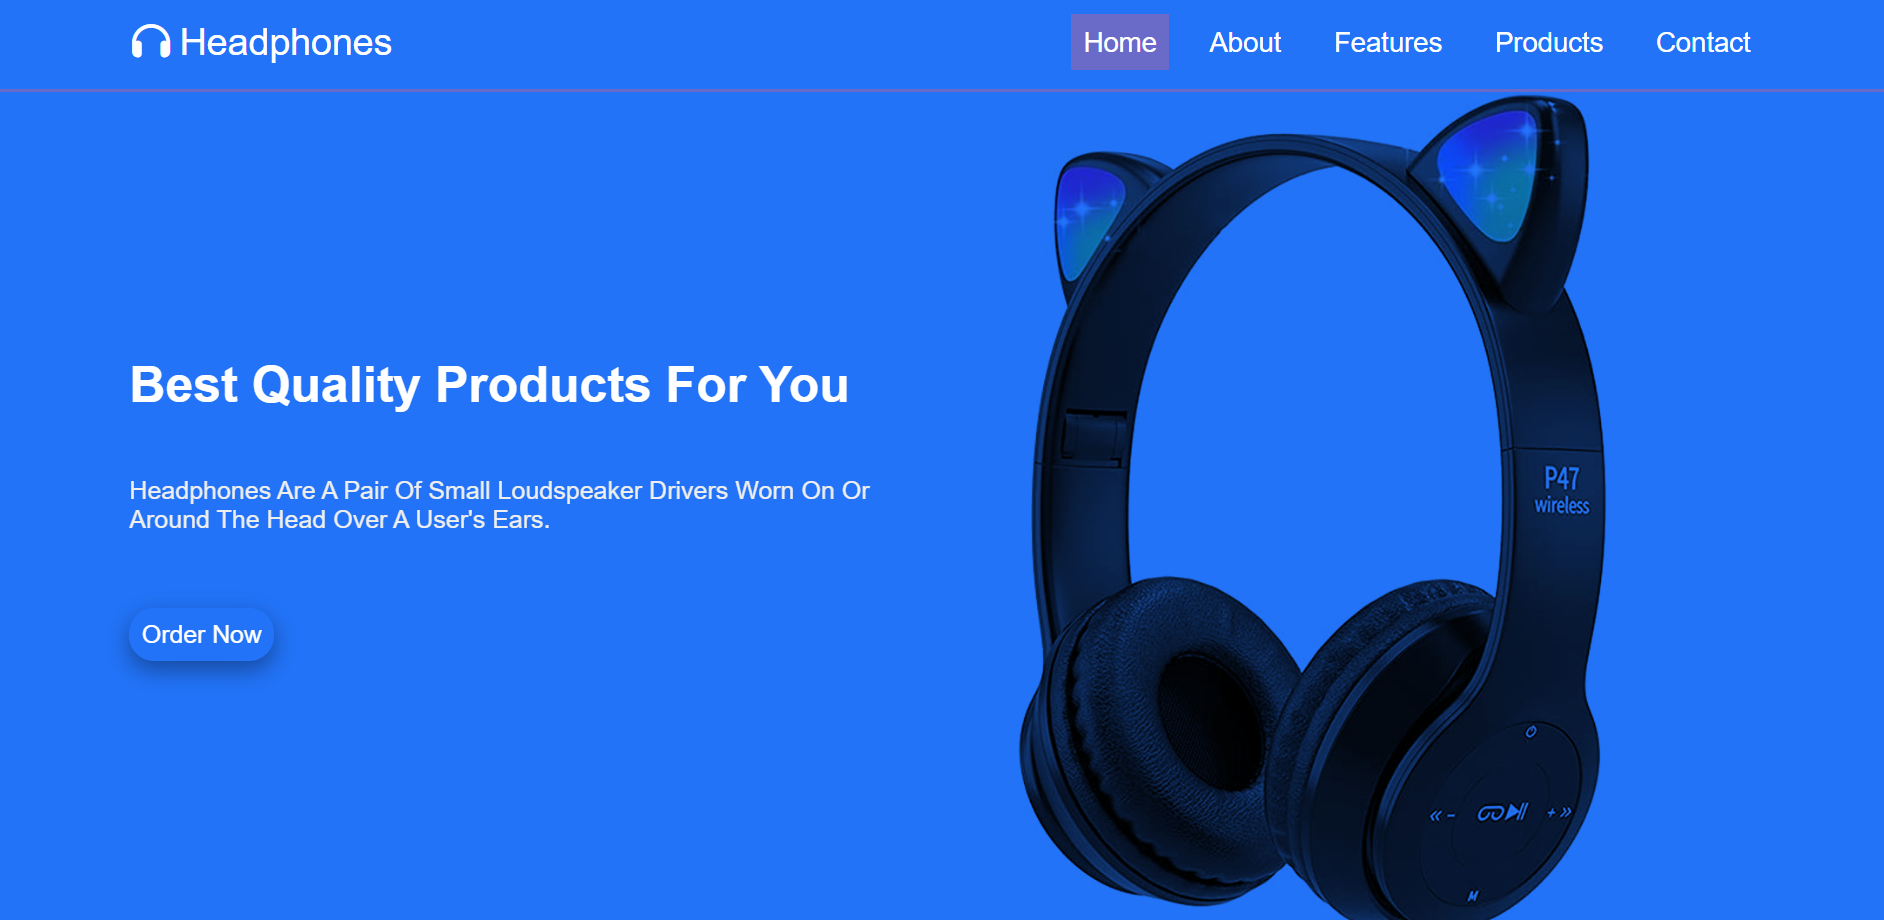 Headphones
Home
About
Features
Products
Contact
Best Quality Products For You
Headphones Are A Pair Of Small Loudspeaker Drivers Worn On Or
Around The Head Over A User's Ears.
Order Now
P47
wireless
M